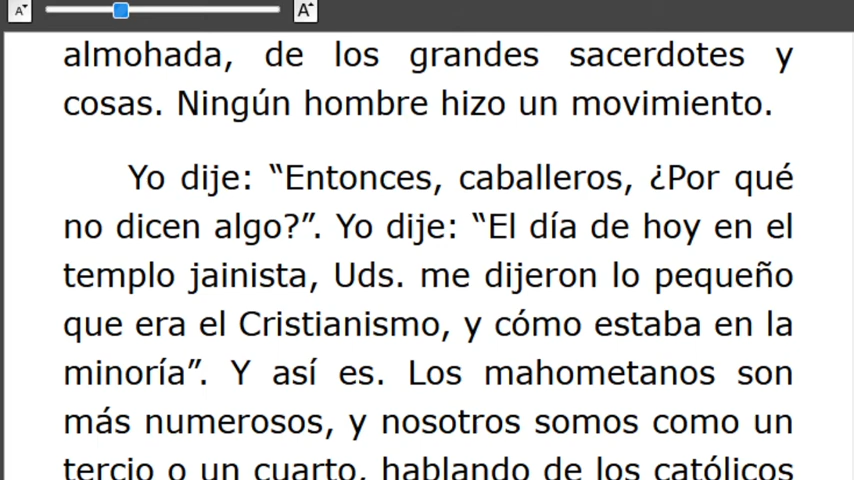 A A
almohada, de los grandes sacerdotes y
cosas. Ningún hombre hizo un movimiento.
Yo dije: “Entonces, caballeros, ¿Por qué
no dicen algo?”. Yo dije: “El día de hoy en el
templo jainista, Uds. me dijeron lo pequeño
que era el Cristianismo, y cómo estaba en la
minoría”. Y así es. Los mahometanos son
más numerosos, y nosotros somos como un
tercio o un cuarto, hablando de los católicos